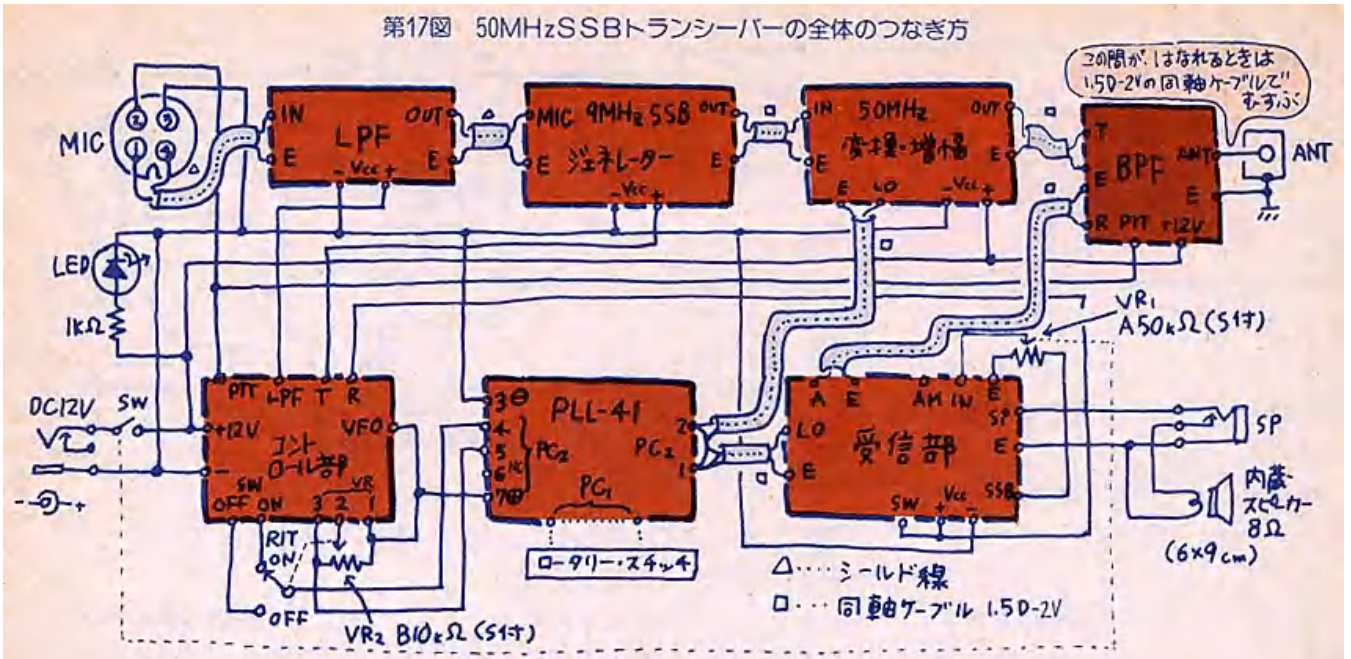 第17図 50MHzSSBトランシーバーの全体のつなぎ方
この間が、はなれるときは
1.5D-2Vの同軸ケーブルで
むすぶ
MIC
2 3
1 4
IN LPF OUT
E E
- Vcc +
MIC 9MHz SSB OUT
E ジェネレーター E
- Vcc +
IN 50MHz OUT
変換・増幅 E
E
E LO - Vcc +
T
ANT
E BPF
E
R PTT +12V
ANT
LED
1kΩ
VR1
A50kΩ(S付)
DC12V SW
PTT LPF T R
+12V VFO
コント
ロール部
-
SW VR
OFF ON 3 2 1
RIT
ON
OFF
VR2 B10kΩ(S付)
3⊖ PLL-41
4
5 PC2
6 NC
7⊕
PC2 2
1
PC1
ロータリー・スイッチ
A E AM IN E
LO SP
受信部 E
E SSB
SW + Vcc -
SP
内蔵
スピーカー
8Ω
(6×9cm)
- +
△‥‥シールド線
□‥‥同軸ケーブル 1.5D-2V